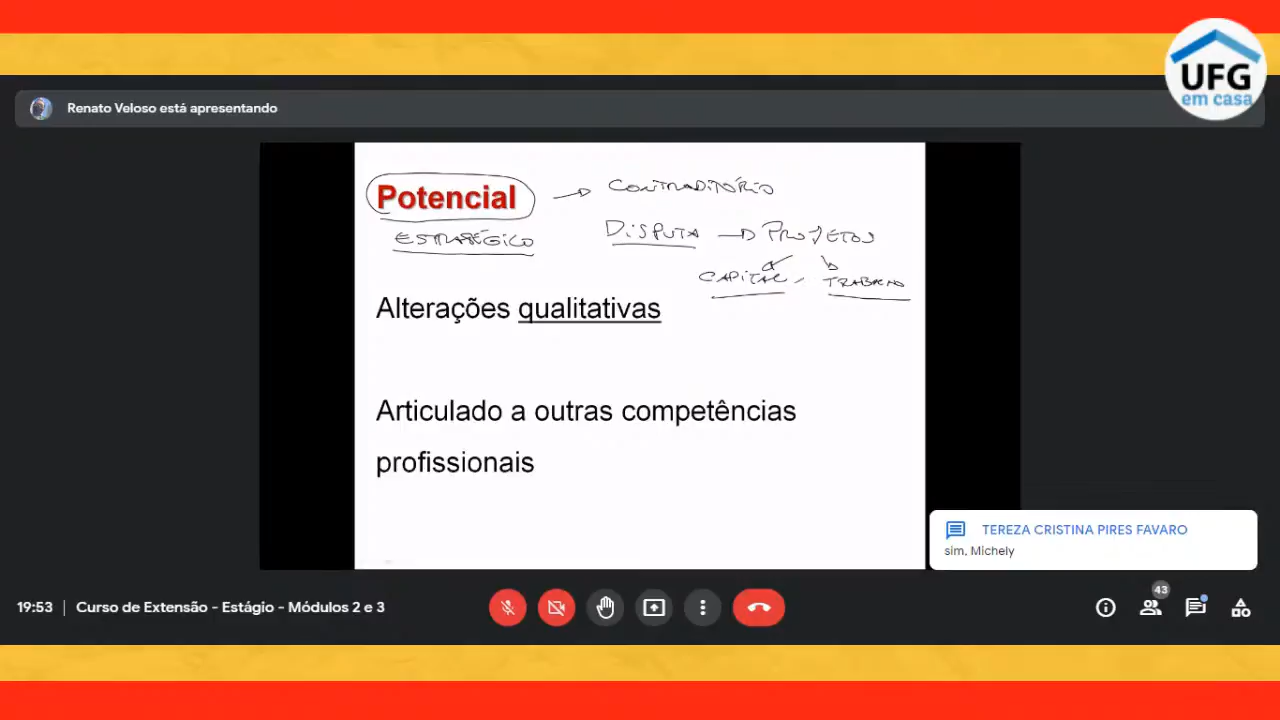 UFG
em casa
Renato Veloso está apresentando
Potencial → CONTRADITÓRIO
ESTRATÉGICO
DISPUTA → PROJETOS
CAPITAL, TRABALHO
Alterações qualitativas
Articulado a outras competências
profissionais
TEREZA CRISTINA PIRES FAVARO
sim, Michely
19:53 | Curso de Extensão - Estágio - Módulos 2 e 3
43